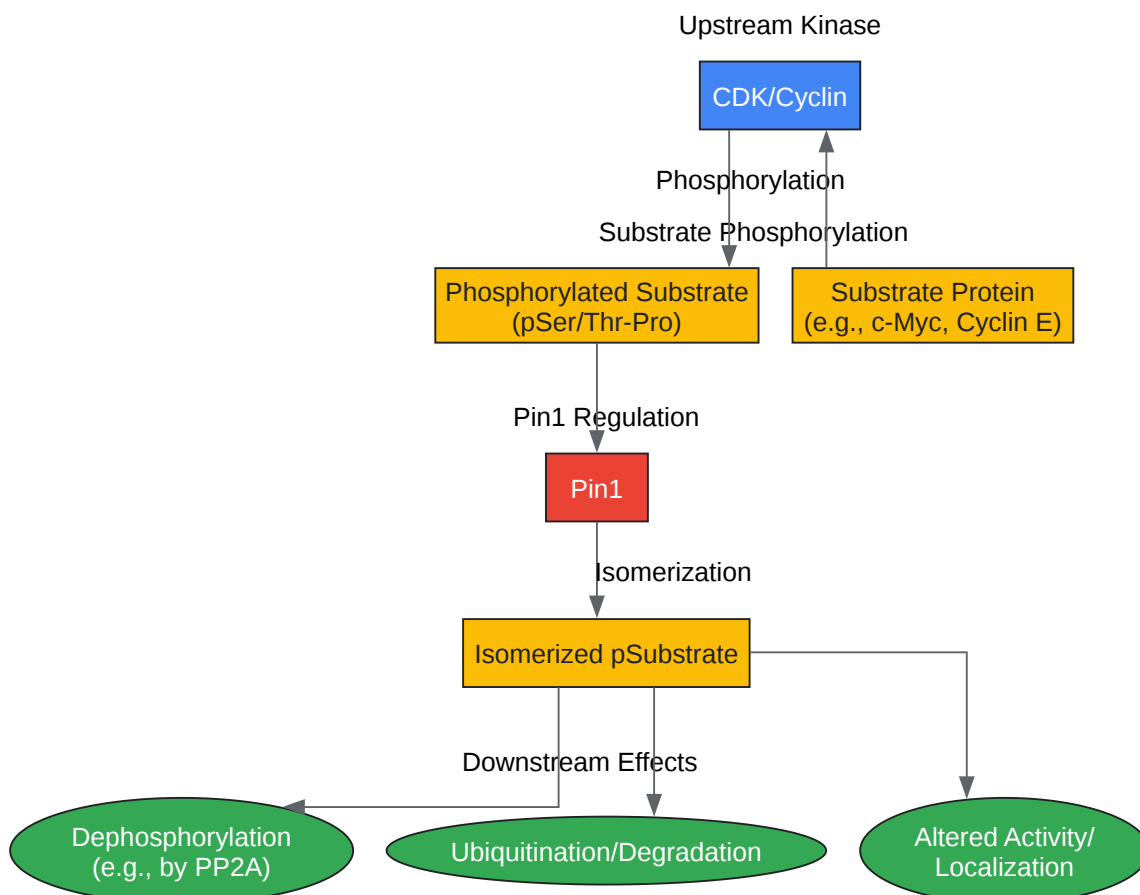 Upstream Kinase
CDK/Cyclin
Phosphorylation
Substrate Phosphorylation
Phosphorylated Substrate
(pSer/Thr-Pro)
Substrate Protein
(e.g., c-Myc, Cyclin E)
Pin1 Regulation
Pin1
Isomerization
Isomerized pSubstrate
Downstream Effects
Dephosphorylation
(e.g., by PP2A)
Ubiquitination/Degradation
Altered Activity/
Localization